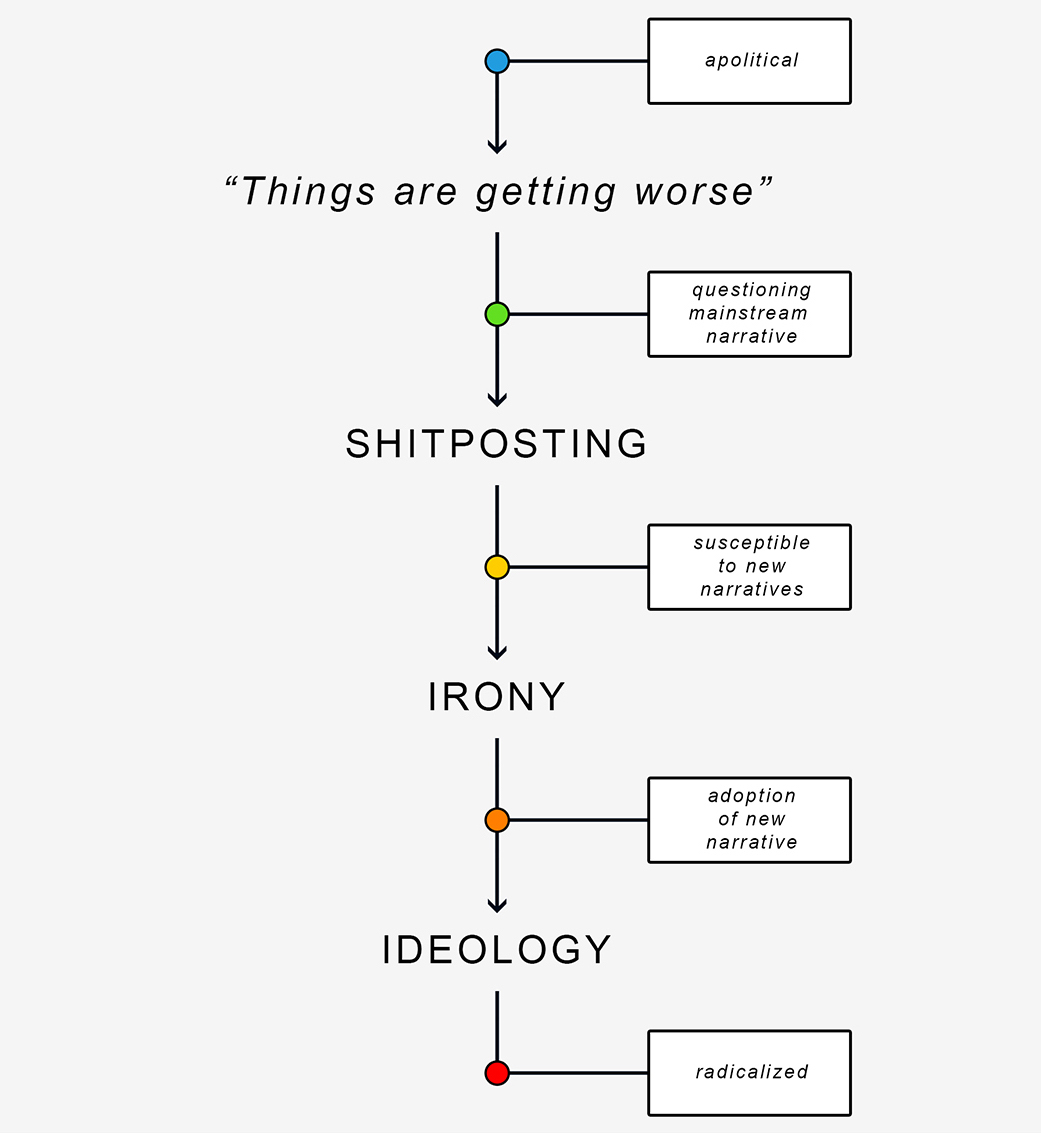 apolitical
“Things are getting worse”
questioning
mainstream
narrative
SHITPOSTING
susceptible
to new
narratives
IRONY
adoption
of new
narrative
IDEOLOGY
radicalized